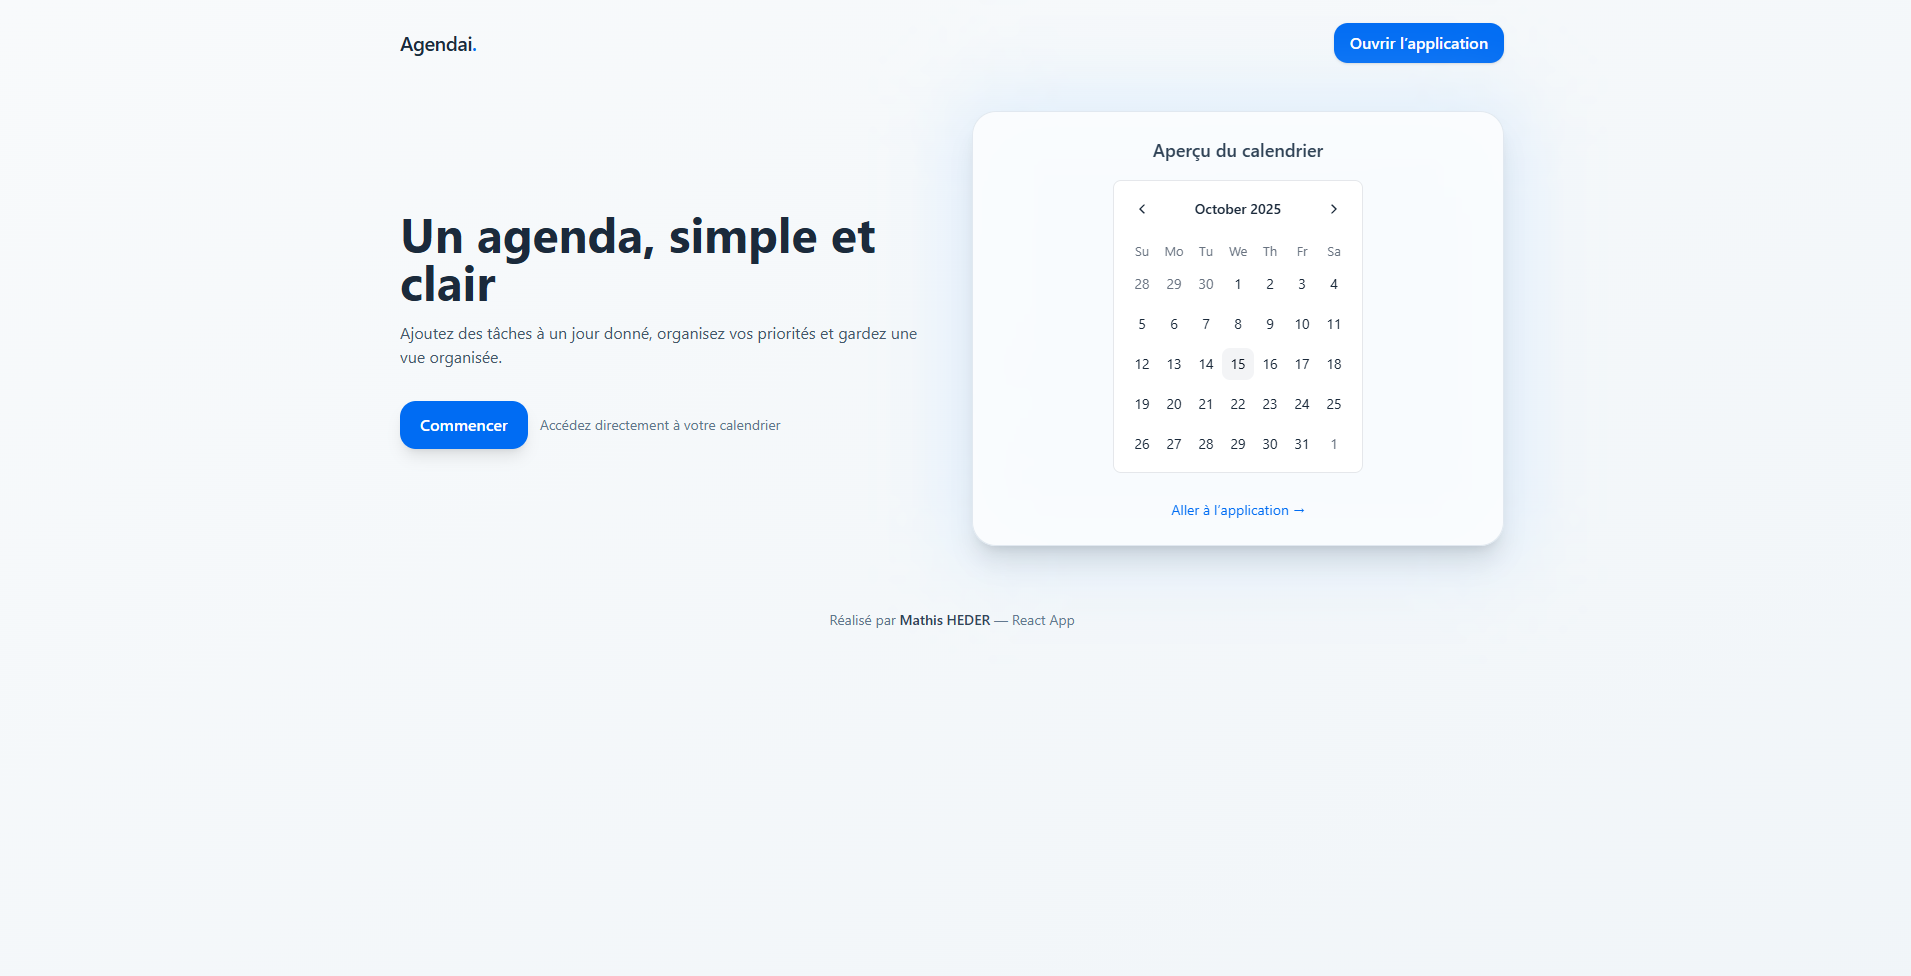 Agendai.
Ouvrir l’application
Un agenda, simple et
clair
Ajoutez des tâches à un jour donné, organisez vos priorités et gardez une
vue organisée.
Commencer
Accédez directement à votre calendrier
Aperçu du calendrier
October 2025
Su Mo Tu We Th Fr Sa
28 29 30 1 2 3 4
5 6 7 8 9 10 11
12 13 14 15 16 17 18
19 20 21 22 23 24 25
26 27 28 29 30 31 1
Aller à l’application →
Réalisé par Mathis HEDER — React App